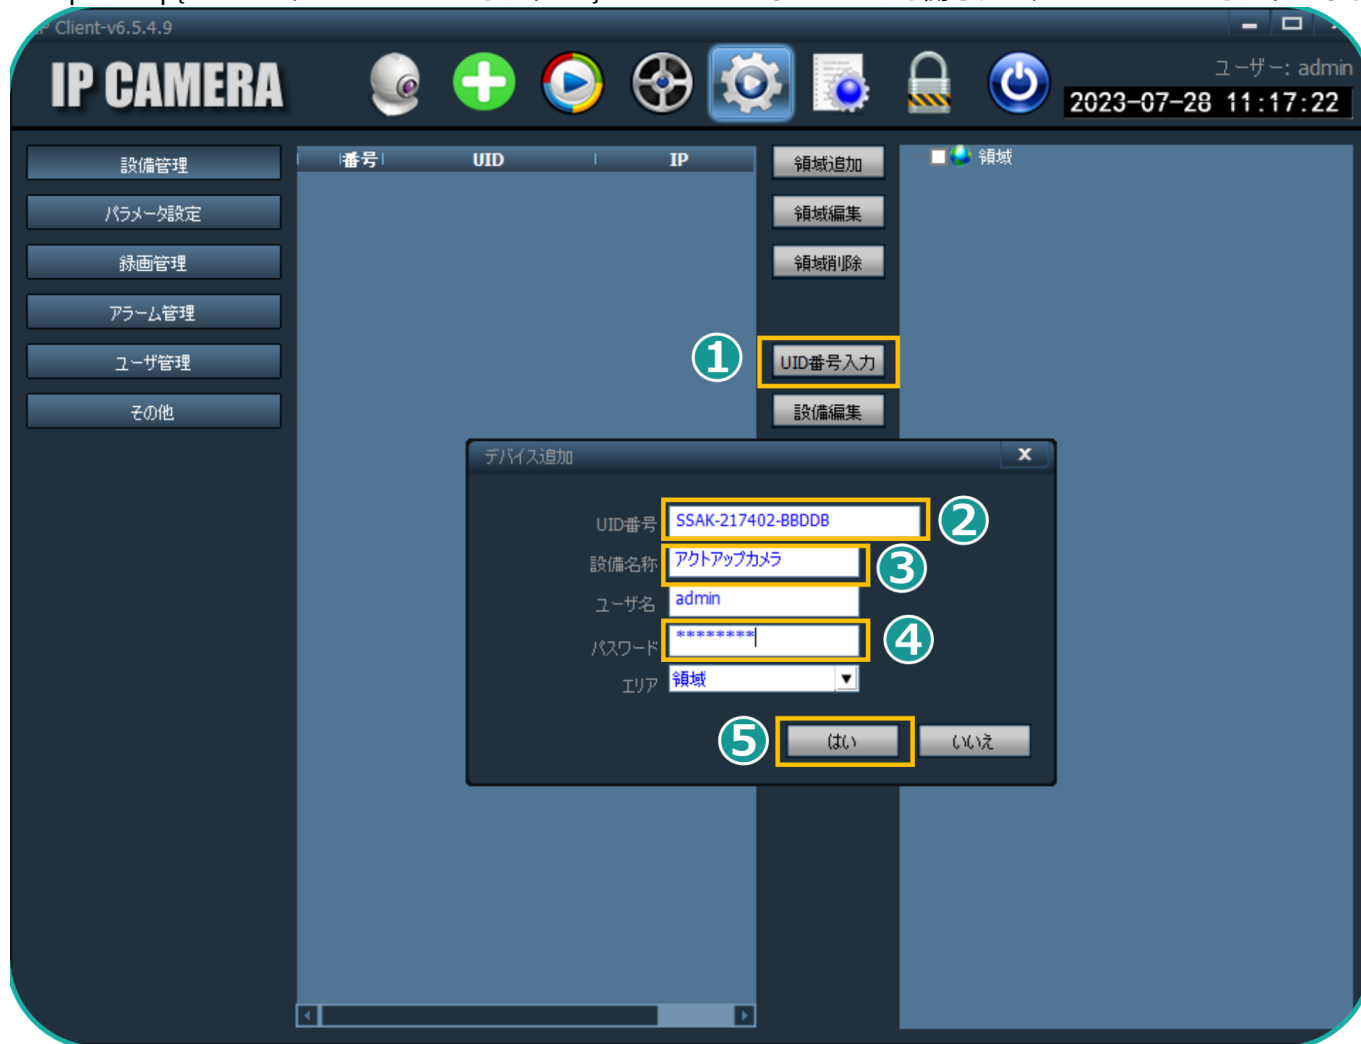 IP Client-v6.5.4.9
IP CAMERA
ユーザー: admin
2023-07-28 11:17:22
設備管理
パラメータ設定
録画管理
アラーム管理
ユーザ管理
その他
番号 UID IP
領域追加
領域編集
領域削除
① UID番号入力
設備編集
領域
デバイス追加 x
UID番号 SSAK-217402-BBDDB ②
設備名称 アクトアップカメラ ③
ユーザ名 admin
パスワード ******** ④
エリア 領域
⑤ はい いいえ